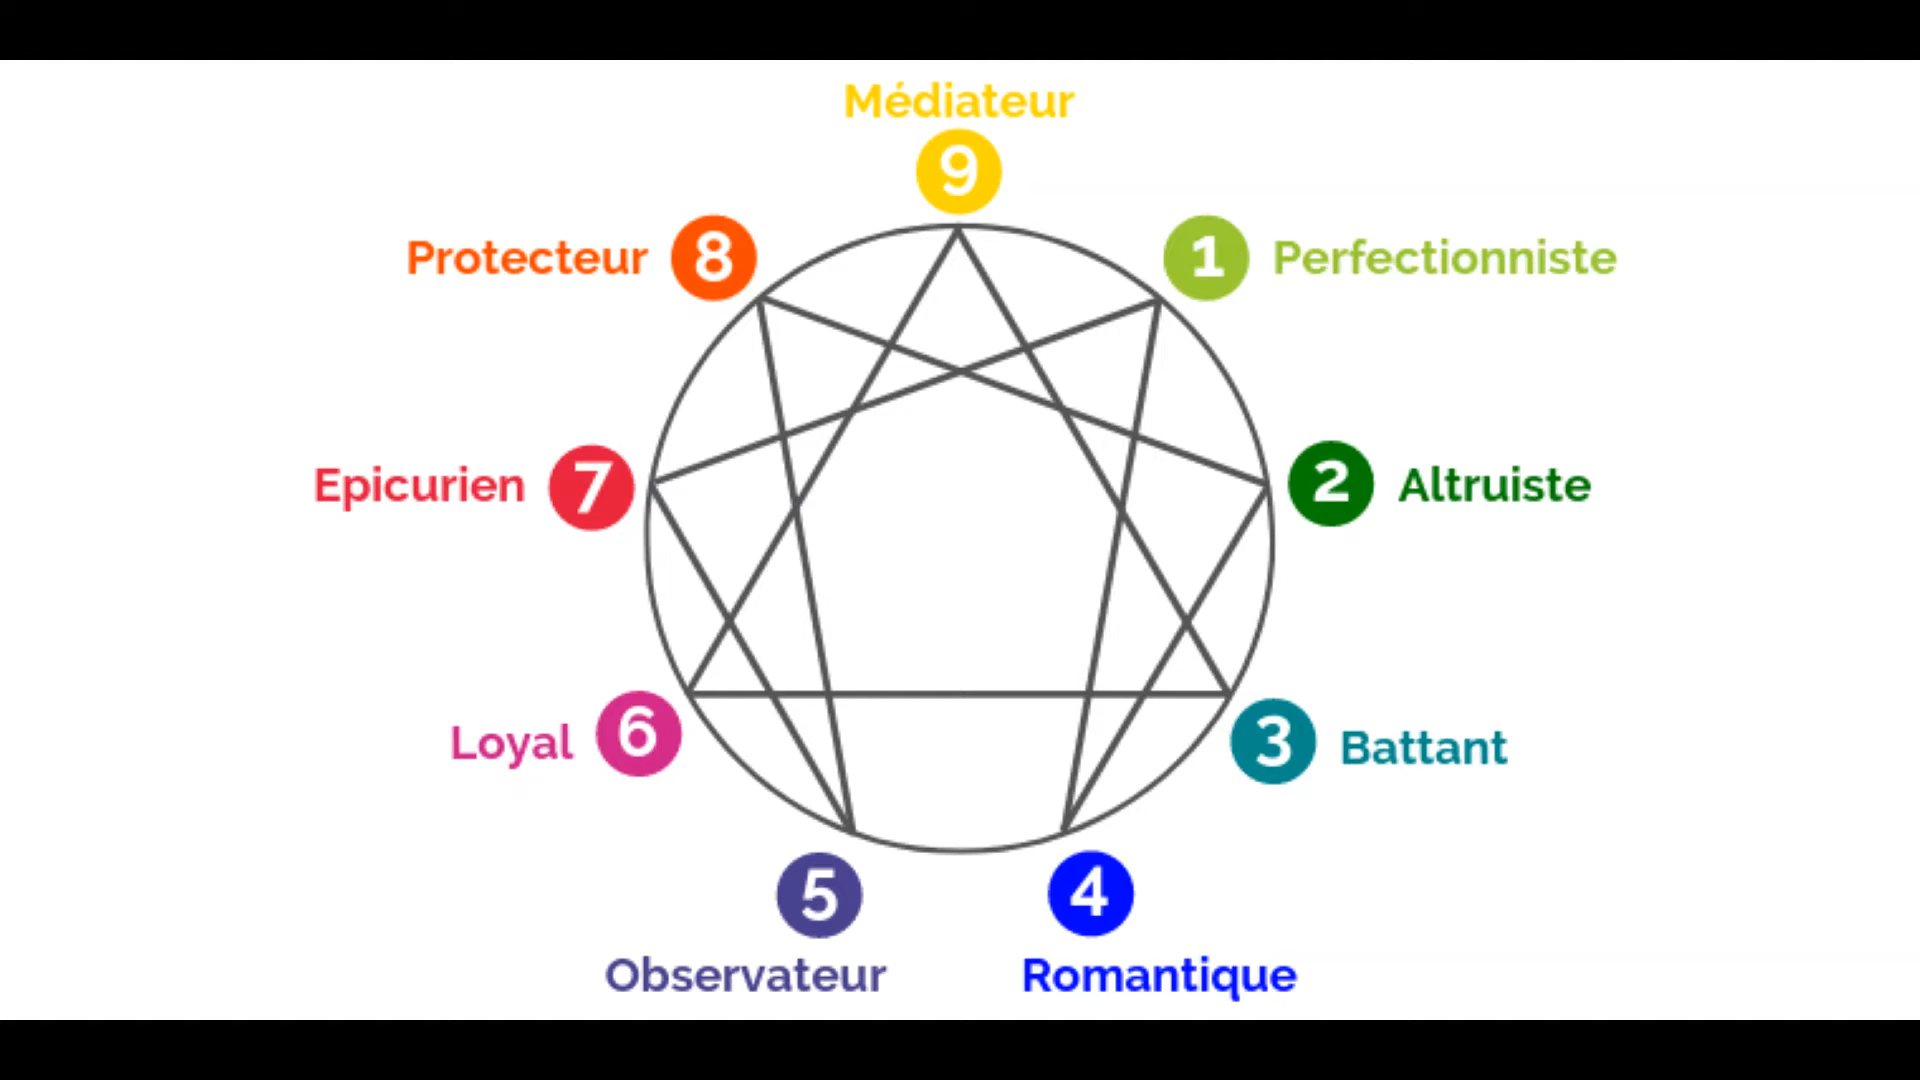 Médiateur
9
Protecteur 8
1 Perfectionniste
Epicurien 7
2 Altruiste
Loyal 6
3 Battant
5
4
Observateur
Romantique